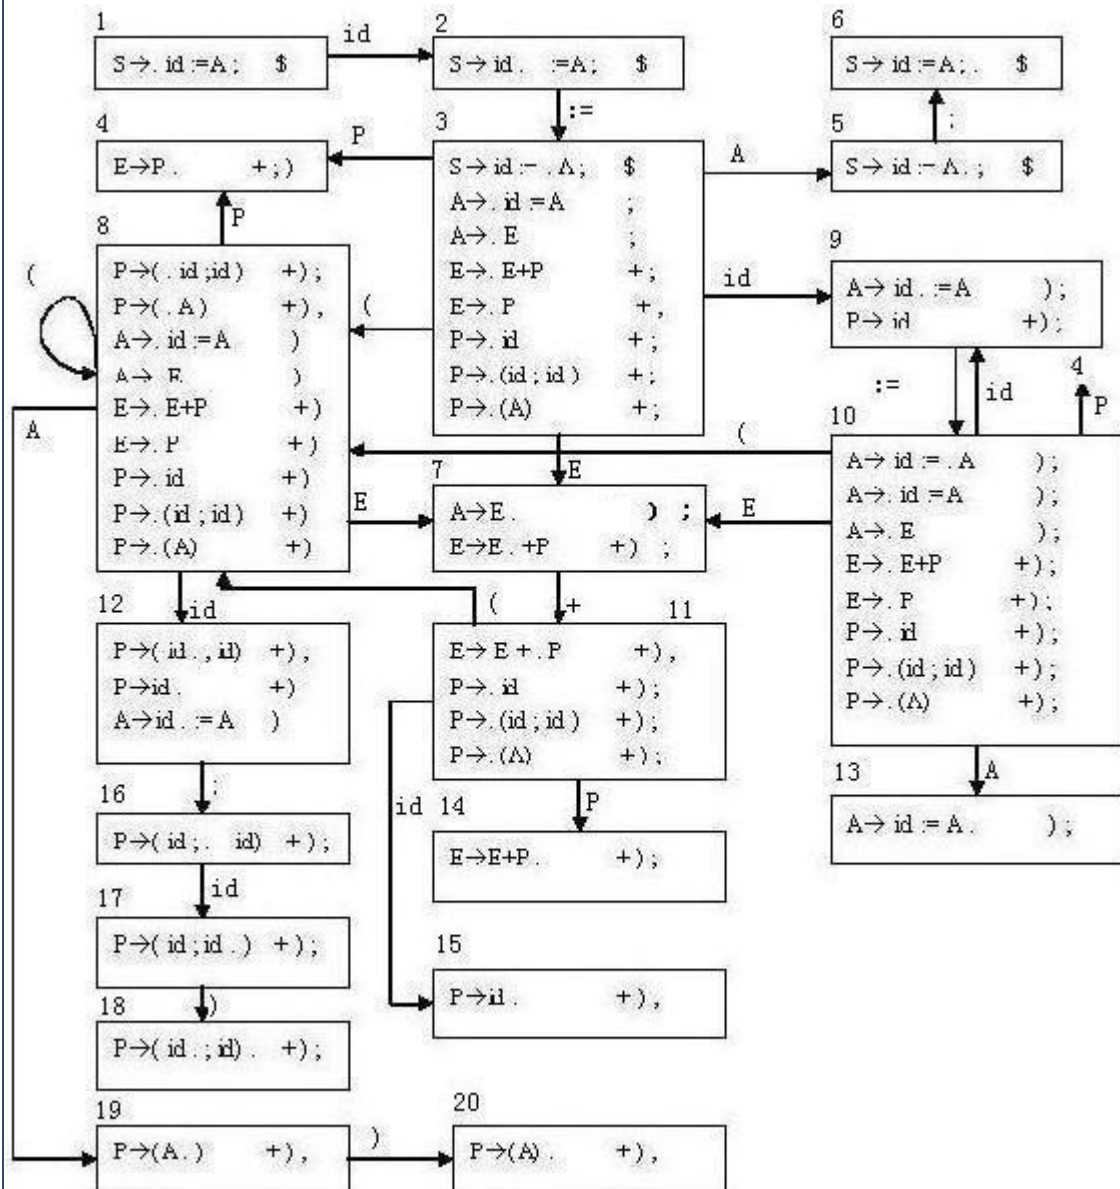 1
S→.id:=A; $
id
2
S→id. :=A; $
:=
6
S→id:=A;. $
;
4
E→P. +;)
P
3
S→id:=.A; $
A→.id:=A ;
A→.E ;
E→.E+P +;
E→.P +,
P→.id +;
P→.(id;id) +;
P→.(A) +;
A
5
S→id:=A.; $
P
8
P→(.id;id) +);
P→(.A) +),
A→.id:=A )
A→ E )
E→.E+P +)
E→.P +)
P→.id +)
P→.(id;id) +)
P→.(A) +)
(
(
A
id
9
A→id.:=A );
P→id +);
:=
id
4
P
(
E
E
7
A→E. ) ;
E→E.+P +) ;
E
10
A→id:=.A );
A→.id:=A );
A→.E );
E→.E+P +);
E→.P +);
P→.id +);
P→.(id;id) +);
P→.(A) +);
id
(
+
12
P→(id.,id) +),
P→id. +)
A→id.:=A )
11
E→E+.P +),
P→.id +);
P→.(id;id) +);
P→.(A) +);
A
13
A→id:=A. );
;
id
P
16
P→(id;. id) +);
14
E→E+P. +);
id
17
P→(id;id.) +);
15
P→id. +),
)
18
P→(id.;id). +);
19
P→(A.) +),
)
20
P→(A). +),